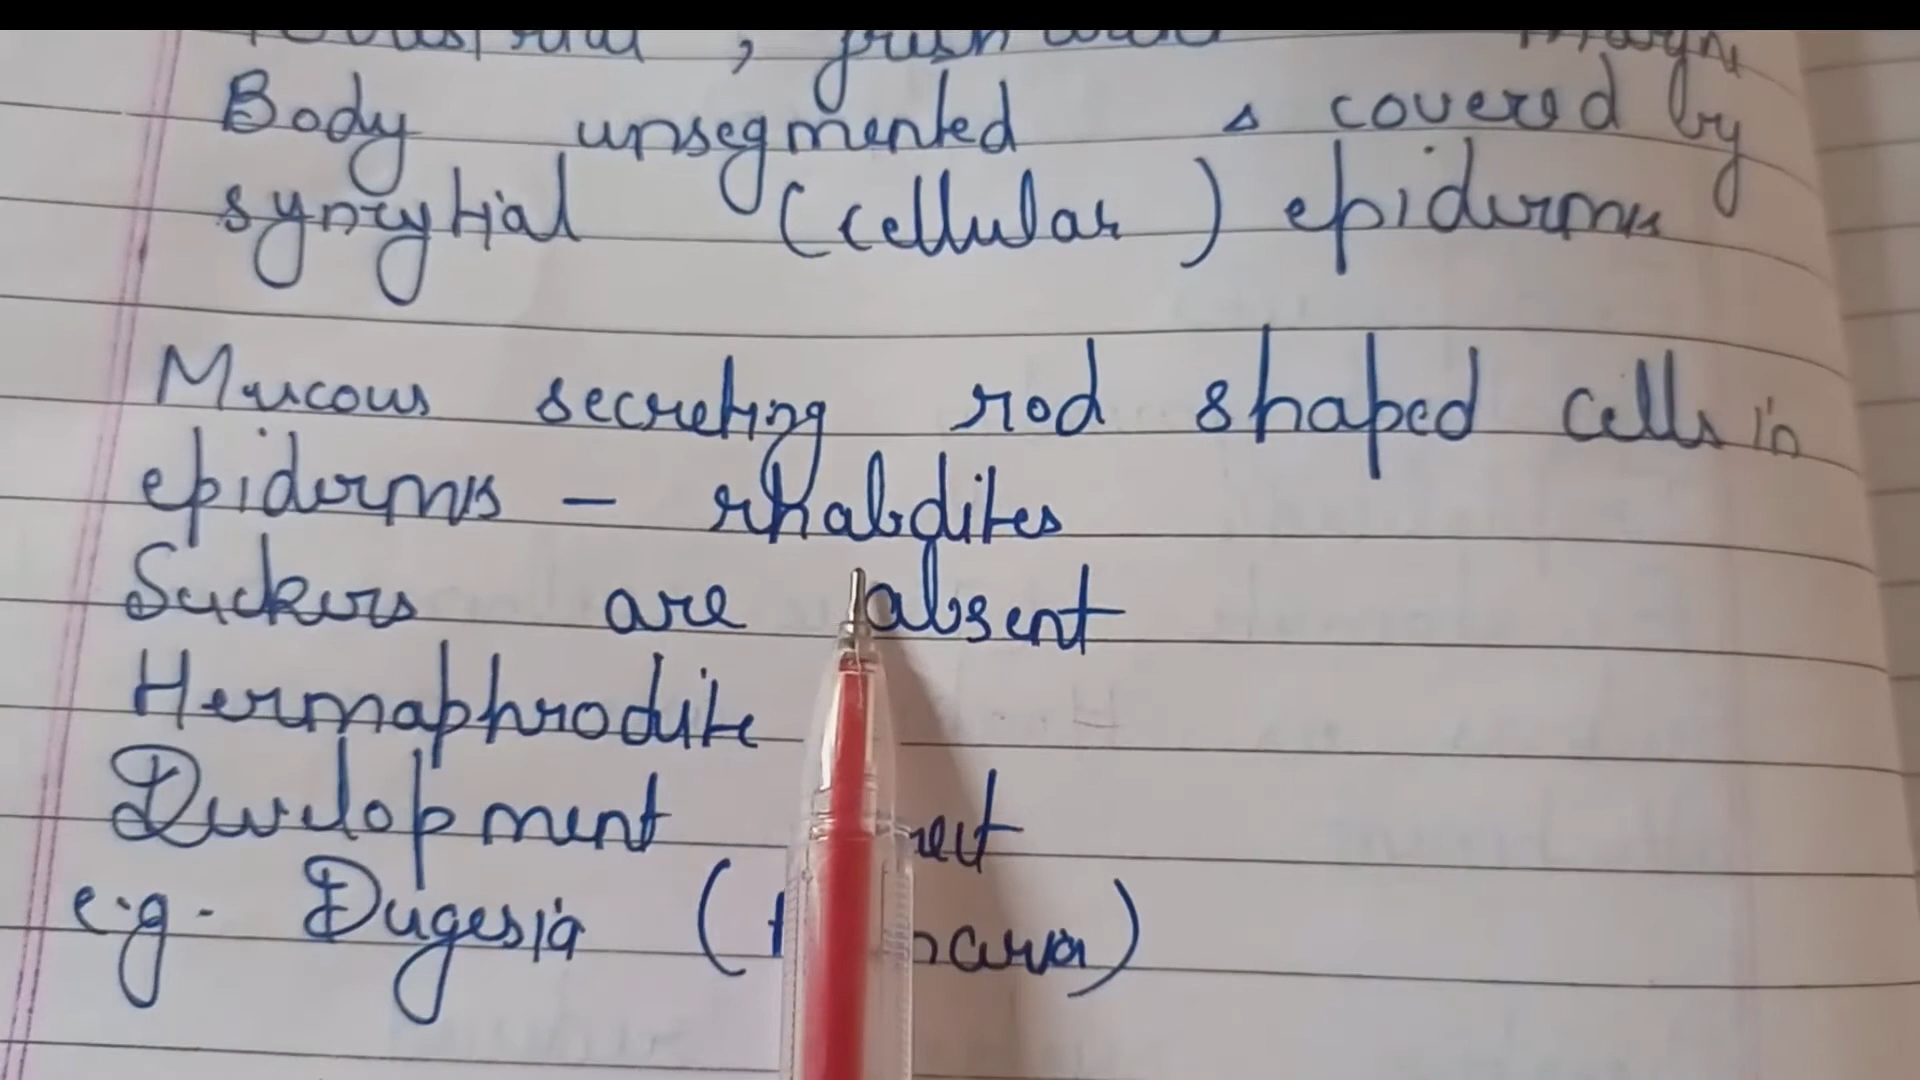 , fresh
Body unsegmented & covered by
syncytial (cellular) epidermis
Mucous secreting rod shaped cells in
epidermis - rhabdites
Suckers are absent
Hermaphrodite
Development
e.g. Dugesia (